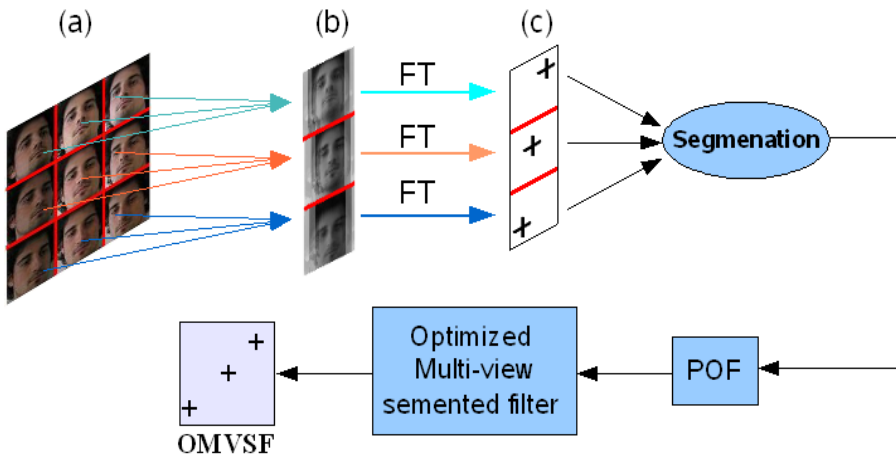 (a) (b) (c)
FT
FT
FT
Segmenation
Optimized
Multi-view
semented filter
POF
OMVSF